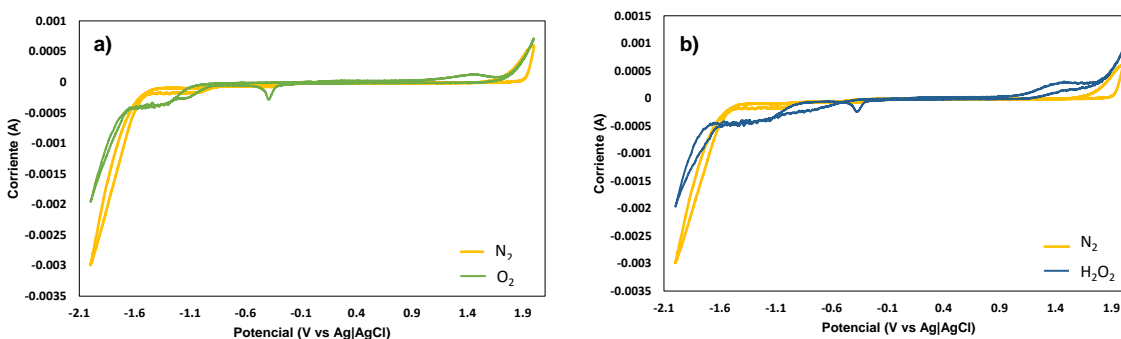 a)
0.001
0.0005
0
-0.0005
-0.001
-0.0015
-0.002
-0.0025
-0.003
-0.0035
Corriente (A)
-2.1 -1.6 -1.1 -0.6 -0.1 0.4 0.9 1.4 1.9
Potencial (V vs Ag|AgCl)
N₂
O₂
b)
0.0015
0.001
0.0005
0
-0.0005
-0.001
-0.0015
-0.002
-0.0025
-0.003
-0.0035
Corriente (A)
-2.1 -1.6 -1.1 -0.6 -0.1 0.4 0.9 1.4 1.9
Potencial (V vs Ag|AgCl)
N₂
H₂O₂